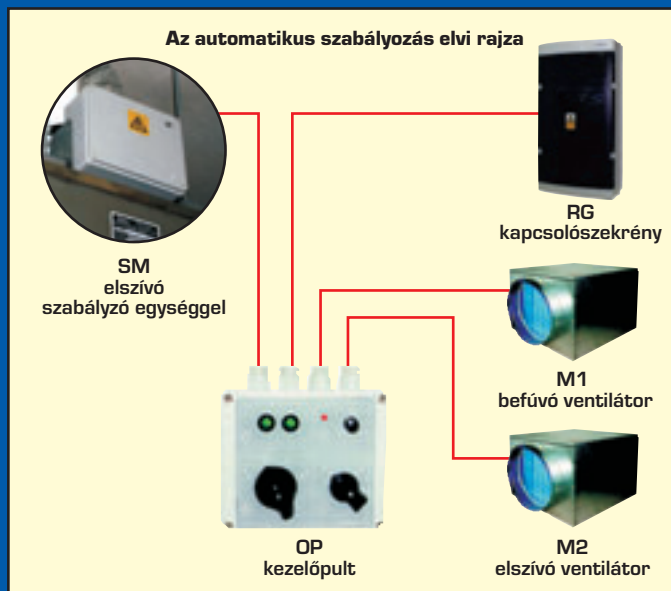 Az automatikus szabályozás elvi rajza
SM
elszívó
szabályzó egységgel
RG
kapcsolószekrény
M1
befúvó ventilátor
OP
kezelőpult
M2
elszívó ventilátor